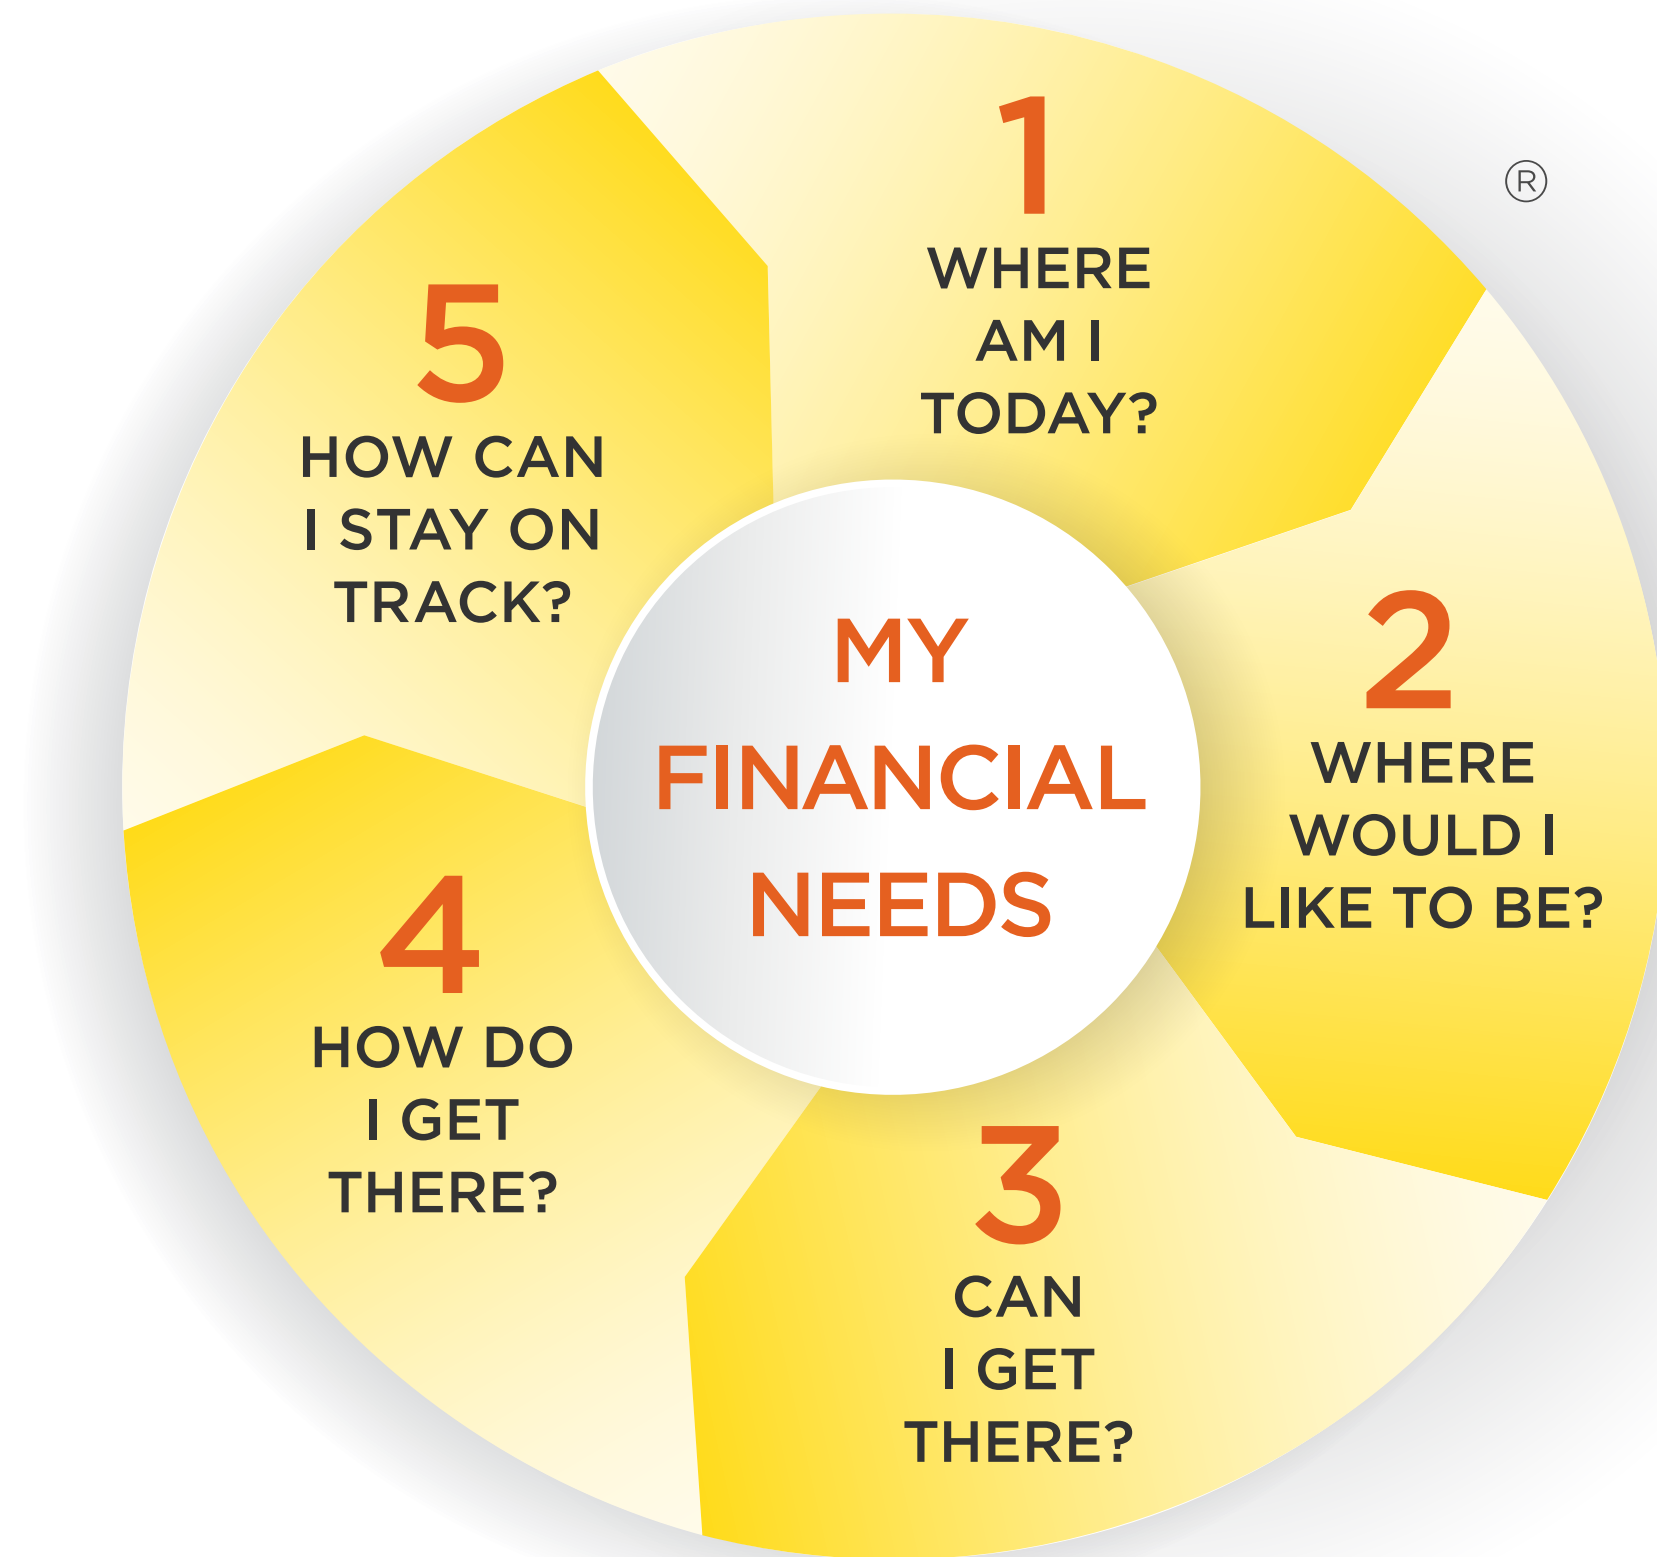 MY
FINANCIAL
NEEDS
1
WHERE
AM I
TODAY?
®
2
WHERE
WOULD I
LIKE TO BE?
3
CAN
I GET
THERE?
4
HOW DO
I GET
THERE?
5
HOW CAN
I STAY ON
TRACK?